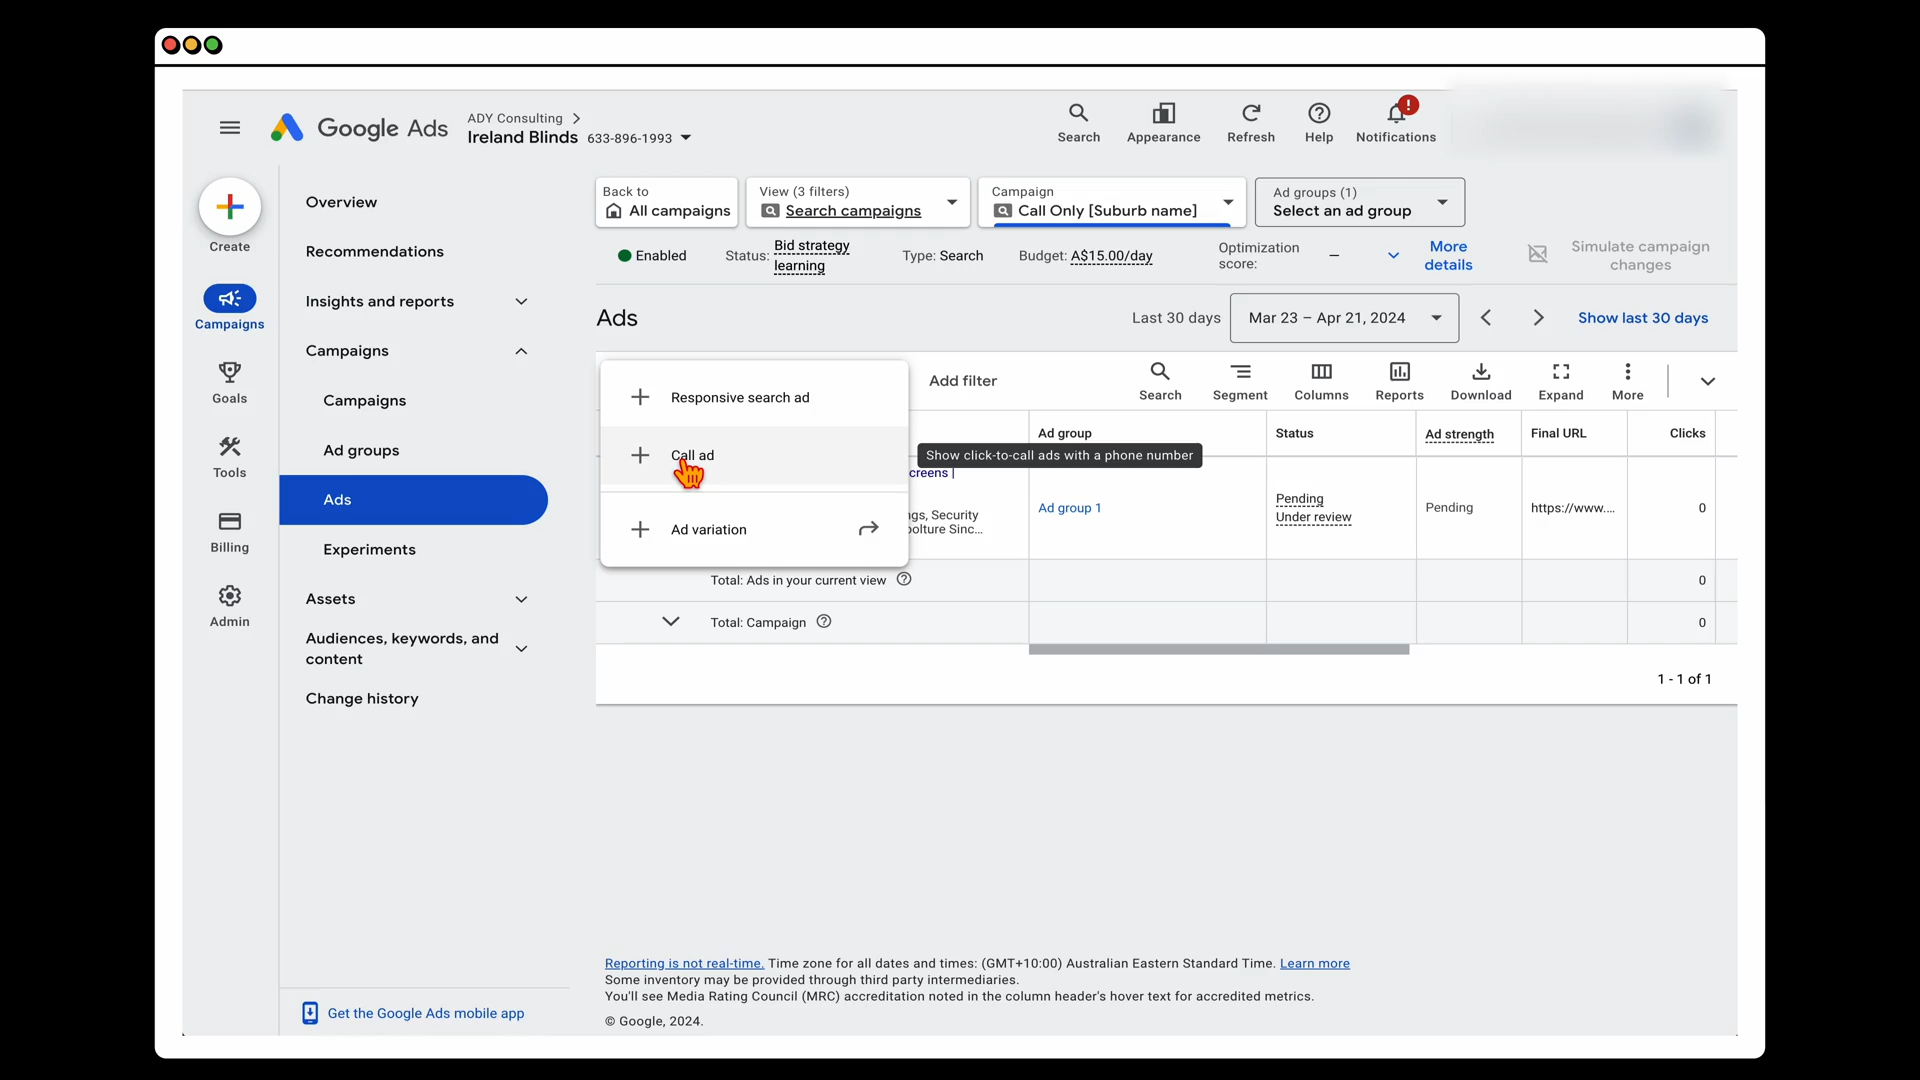 Google Ads
ADY Consulting
Ireland Blinds 633-896-1993
Search
Appearance
Refresh
Help
!
Notifications
Create
Campaigns
Goals
Tools
Billing
Admin
Overview
Recommendations
Insights and reports
Campaigns
Campaigns
Ad groups
Ads
Experiments
Assets
Audiences, keywords, and
content
Change history
Get the Google Ads mobile app
Back to
All campaigns
View (3 filters)
Search campaigns
Campaign
Call Only [Suburb name]
Ad groups (1)
Select an ad group
Enabled
Status: Bid strategy
learning
Type: Search
Budget: A$15.00/day
Optimization
score:
–
More
details
Simulate campaign
changes
Ads
Last 30 days
Mar 23 – Apr 21, 2024
Show last 30 days
Responsive search ad
Call ad
Ad variation
Show click-to-call ads with a phone number
Add filter
Search
Segment
Columns
Reports
Download
Expand
More
Ad group
Status
Ad strength
Final URL
Clicks
creens |
ngs, Security
Sinc...
Ad group 1
Pending
Under review
Pending
https://www....
0
Total: Ads in your current view
0
Total: Campaign
0
1 - 1 of 1
Reporting is not real-time. Time zone for all dates and times: (GMT+10:00) Australian Eastern Standard Time. Learn more
Some inventory may be provided through third party intermediaries.
You'll see Media Rating Council (MRC) accreditation noted in the column header's hover text for accredited metrics.
© Google, 2024.